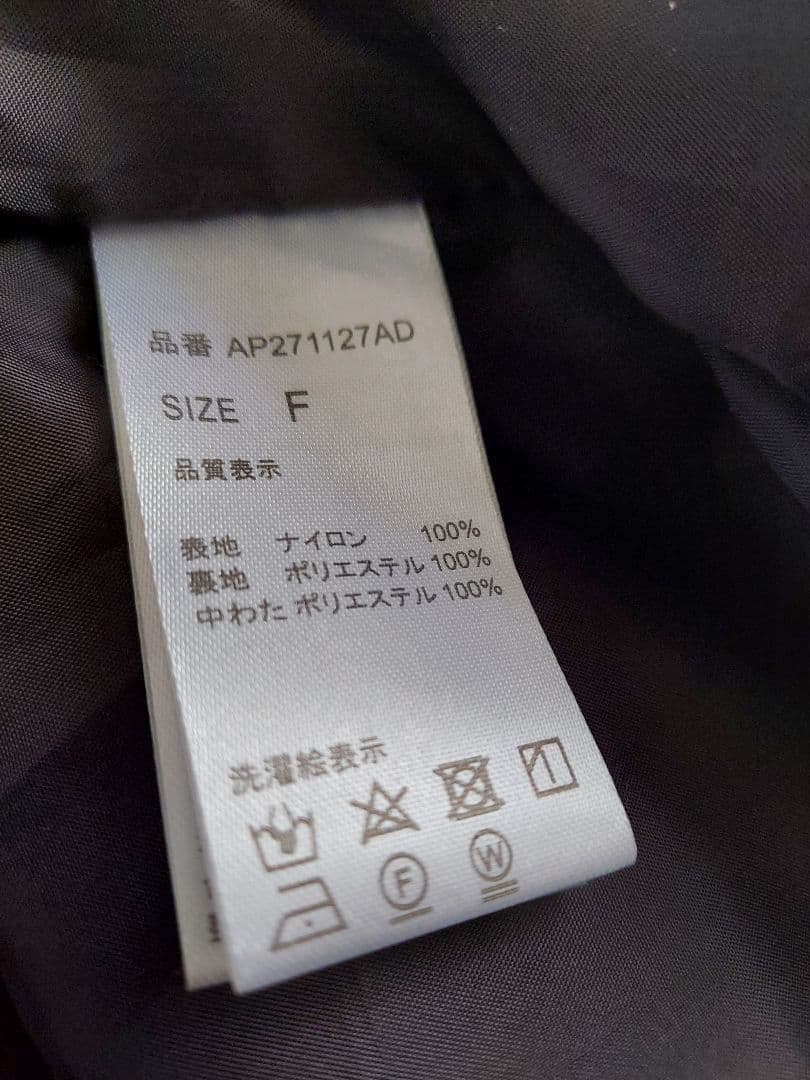 品番 AP271127AD
SIZE F
品質表示
表地 ナイロン 100%
裏地 ポリエステル 100%
中わた ポリエステル 100%
洗濯絵表示
F W